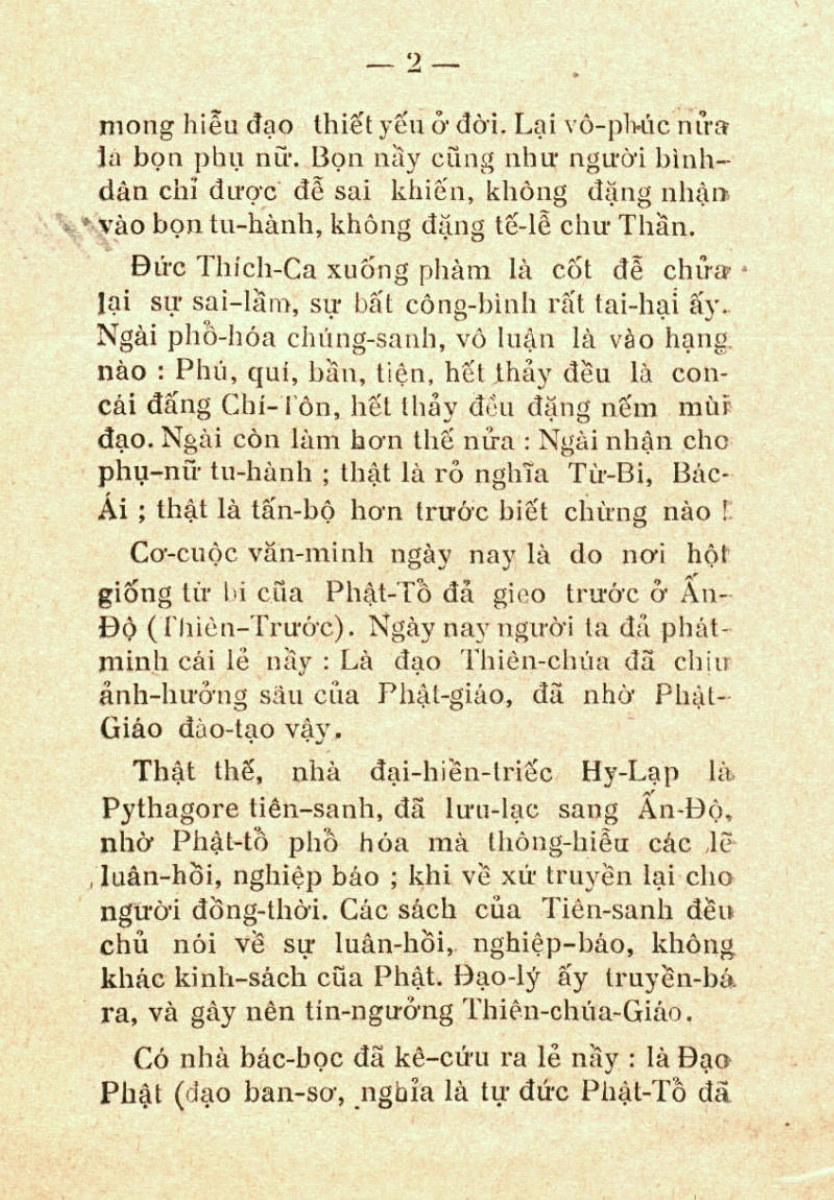 — 2 —
mong hiểu đạo thiết yếu ở đời. Lại vô-phúc nửa
là bọn phụ nữ. Bọn nầy cũng như người bình-
dân chỉ được để sai khiến, không đặng nhận
vào bọn tu-hành, không đặng tế-lễ chư Thần.
Đức Thích-Ca xuống phàm là cốt để chửa
lại sự sai-lầm, sự bất công-bình rất tai-hại ấy.
Ngài phổ-hóa chúng-sanh, vô luận là vào hạng
nào : Phú, quí, bần, tiện, hết thảy đều là con-
cái đấng Chí-Tôn, hết thảy đều đặng nếm mùi
đạo. Ngài còn làm hơn thế nửa : Ngài nhận cho
phụ-nữ tu-hành ; thật là rỏ nghĩa Từ-Bi, Bác-
Ái ; thật là tấn-bộ hơn trước biết chừng nào !
Cơ-cuộc văn-minh ngày nay là do nơi hột
giống từ bi của Phật-Tổ đả gieo trước ở Ấn-
Độ (Thiên-Trước). Ngày nay người ta đả phát-
minh cái lẻ nầy : Là đạo Thiên-chúa đã chịu
ảnh-hưởng sâu của Phật-giáo, đã nhờ Phật-
Giáo đào-tạo vậy.
Thật thế, nhà đại-hiền-triếc Hy-Lạp là
Pythagore tiên-sanh, đã lưu-lạc sang Ấn-Độ,
nhờ Phật-tổ phổ hóa mà thông-hiểu các lẽ
luân-hồi, nghiệp báo ; khi về xứ truyền lại cho
người đồng-thời. Các sách của Tiên-sanh đều
chủ nói về sự luân-hồi, nghiệp-báo, không
khác kinh-sách cũa Phật. Đạo-lý ấy truyền-bá
ra, và gây nên tín-ngưởng Thiên-chúa-Giáo.
Có nhà bác-học đã kê-cứu ra lẻ nầy : là Đạo
Phật (đạo ban-sơ, nghỉa là tự đức Phật-Tổ đã